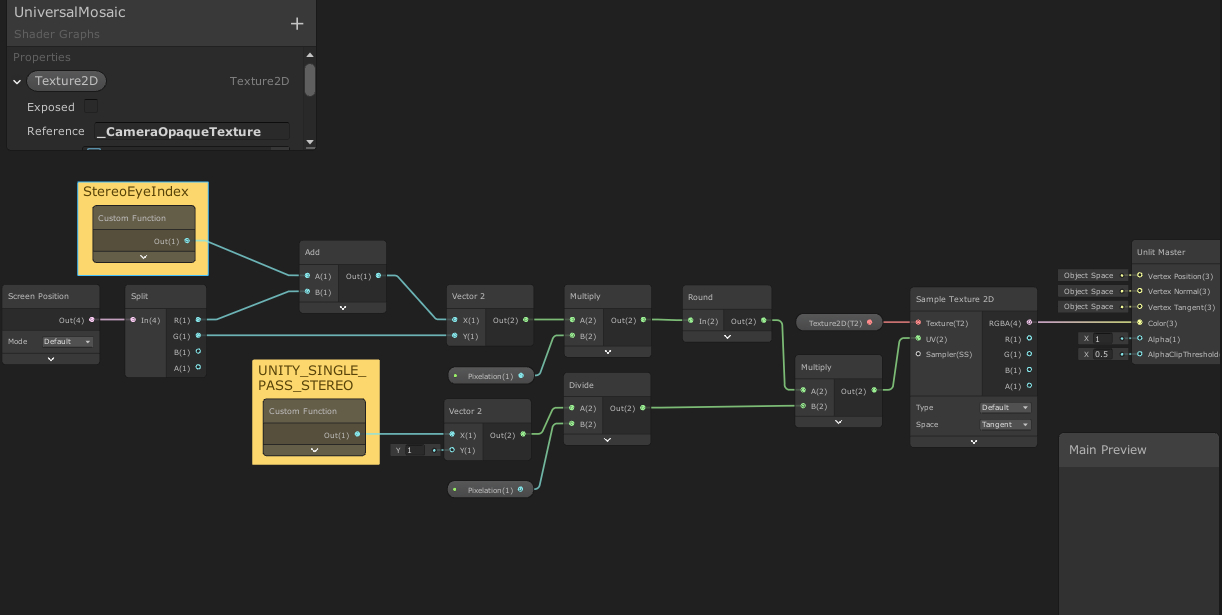 UniversalMosaic
Shader Graphs
Properties
Texture2D Texture2D
Exposed
Reference _CameraOpaqueTexture
StereoEyeIndex
Custom Function
Out(1)
Screen Position
Out(4)
Mode Default
Split
In(4) R(1)
G(1)
B(1)
A(1)
Add
A(1) Out(1)
B(1)
UNITY_SINGLE_
PASS_STEREO
Custom Function
Out(1)
Vector 2
X(1) Out(2)
Y(1)
Pixelation(1)
Vector 2
X(1) Out(2)
Y 1 Y(1)
Pixelation(1)
Multiply
A(2) Out(2)
B(2)
Divide
A(2) Out(2)
B(2)
Round
In(2) Out(2)
Texture2D(T2)
Multiply
A(2) Out(2)
B(2)
Sample Texture 2D
Texture(T2) RGBA(4)
UV(2) R(1)
Sampler(SS) G(1)
B(1)
A(1)
Type Default
Space Tangent
Unlit Master
Object Space Vertex Position(3)
Object Space Vertex Normal(3)
Object Space Vertex Tangent(3)
Color(3)
X 1 Alpha(1)
X 0.5 AlphaClipThreshold
Main Preview